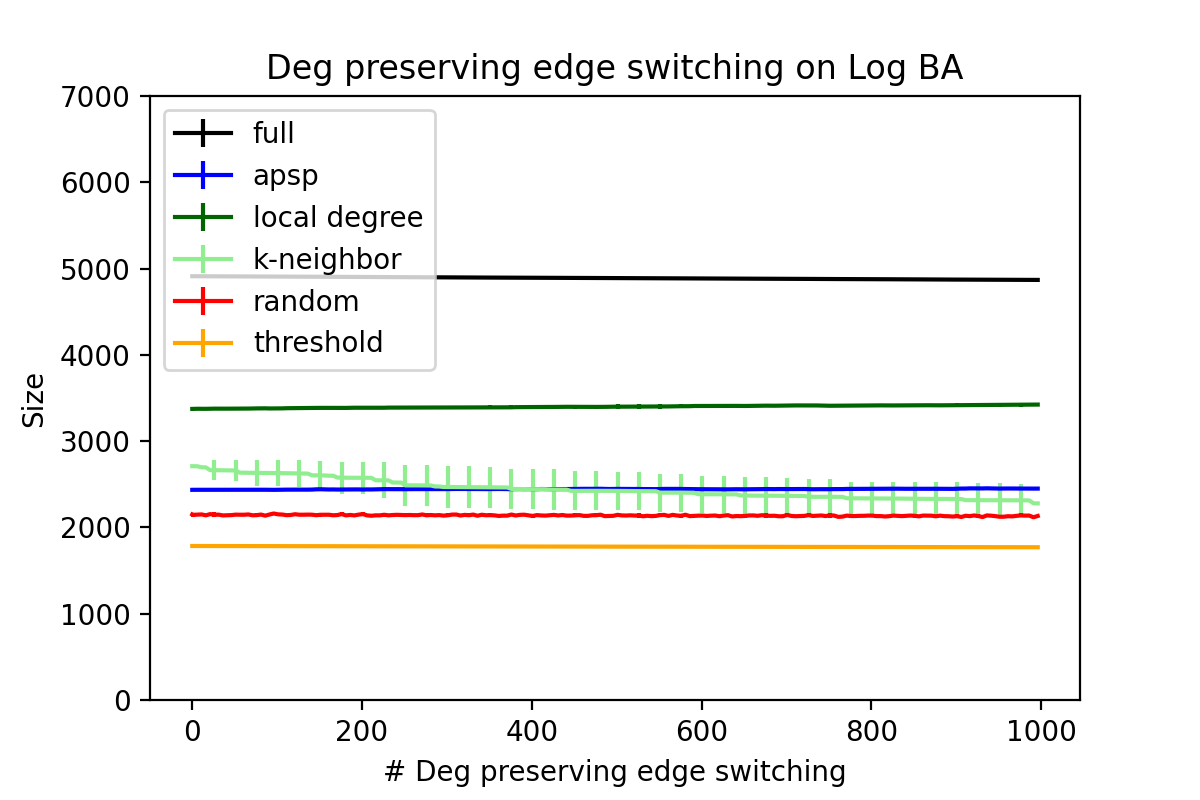 Deg preserving edge switching on Log BA
7000
6000
5000
4000
3000
2000
1000
0
Size
full
apsp
local degree
k-neighbor
random
threshold
0 200 400 600 800 1000
# Deg preserving edge switching